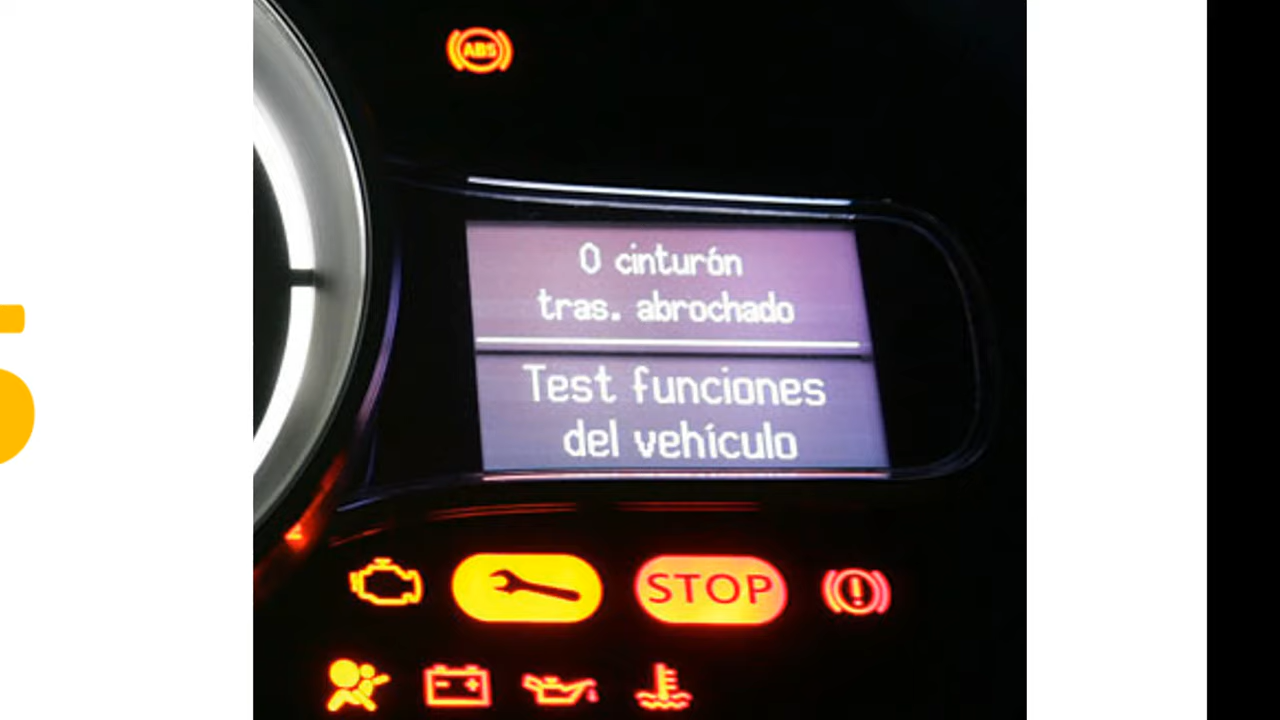 ABS
0 cinturón
tras. abrochado
Test funciones
del vehículo
STOP